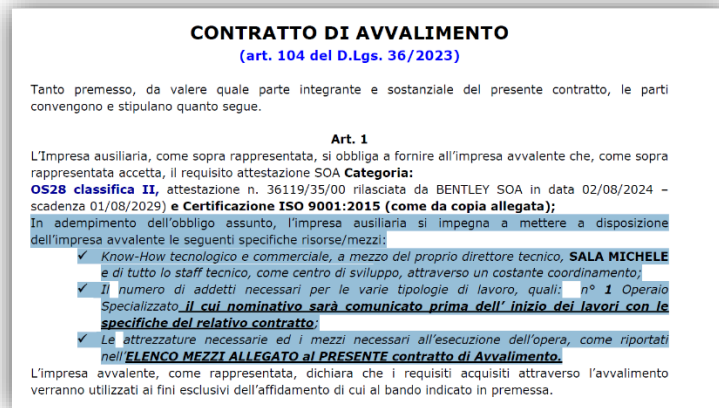 CONTRATTO DI AVVALIMENTO
(art. 104 del D.Lgs. 36/2023)
Tanto premesso, da valere quale parte integrante e sostanziale del presente contratto, le parti
convengono e stipulano quanto segue.
Art. 1
L'Impresa ausiliaria, come sopra rappresentata, si obbliga a fornire all'impresa avvalente che, come sopra
rappresentata accetta, il requisito attestazione SOA Categoria:
OS28 classifica II, attestazione n. 36119/35/00 rilasciata da BENTLEY SOA in data 02/08/2024 –
scadenza 01/08/2029) e Certificazione ISO 9001:2015 (come da copia allegata);
In adempimento dell'obbligo assunto, l'impresa ausiliaria si impegna a mettere a disposizione
dell'impresa avvalente le seguenti specifiche risorse/mezzi:
✓ Know-How tecnologico e commerciale, a mezzo del proprio direttore tecnico, SALA MICHELE
e di tutto lo staff tecnico, come centro di sviluppo, attraverso un costante coordinamento;
✓ Il numero di addetti necessari per le varie tipologie di lavoro, quali: n° 1 Operaio
Specializzato il cui nominativo sarà comunicato prima dell' inizio dei lavori con le
specifiche del relativo contratto;
✓ Le attrezzature necessarie ed i mezzi necessari all'esecuzione dell'opera, come riportati
nell'ELENCO MEZZI ALLEGATO al PRESENTE contratto di Avvalimento.
L'impresa avvalente, come rappresentata, dichiara che i requisiti acquisiti attraverso l'avvalimento
verranno utilizzati ai fini esclusivi dell'affidamento di cui al bando indicato in premessa.